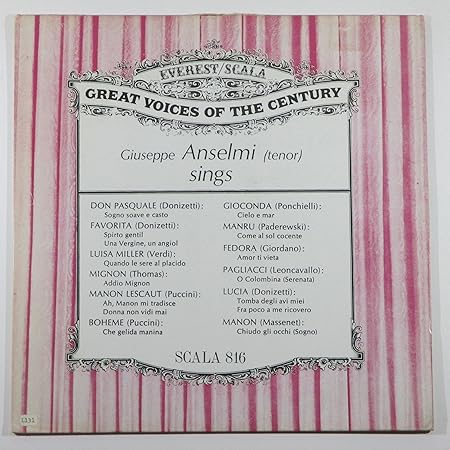 EVEREST/SCALA
GREAT VOICES OF THE CENTURY
Giuseppe Anselmi (tenor)
sings
DON PASQUALE (Donizetti):
Sogno soave e casto
FAVORITA (Donizetti):
Spirto gentil
Una Vergine, un angiol
LUISA MILLER (Verdi):
Quando le sere al placido
MIGNON (Thomas):
Addio Mignon
MANON LESCAUT (Puccini):
Ah, Manon mi tradisce
Donna non vidi mai
BOHEME (Puccini):
Che gelida manina
GIOCONDA (Ponchielli):
Cielo e mar
MANRU (Paderewski):
Come al sol cocente
FEDORA (Giordano):
Amor ti vieta
PAGLIACCI (Leoncavallo):
O Colombina (Serenata)
LUCIA (Donizetti):
Tomba degli avi miei
Fra poco a me ricovero
MANON (Massenet):
Chiudo gli occhi (Sogno)
SCALA 816